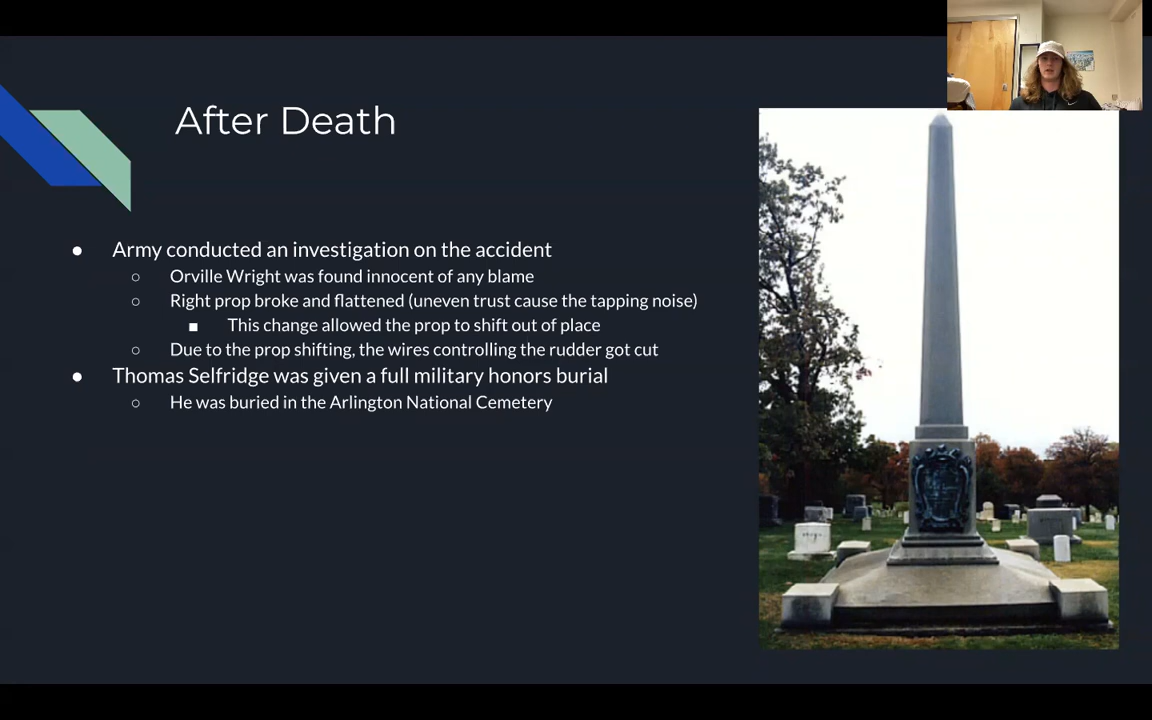 After Death
● Army conducted an investigation on the accident
○ Orville Wright was found innocent of any blame
○ Right prop broke and flattened (uneven trust cause the tapping noise)
■ This change allowed the prop to shift out of place
○ Due to the prop shifting, the wires controlling the rudder got cut
● Thomas Selfridge was given a full military honors burial
○ He was buried in the Arlington National Cemetery